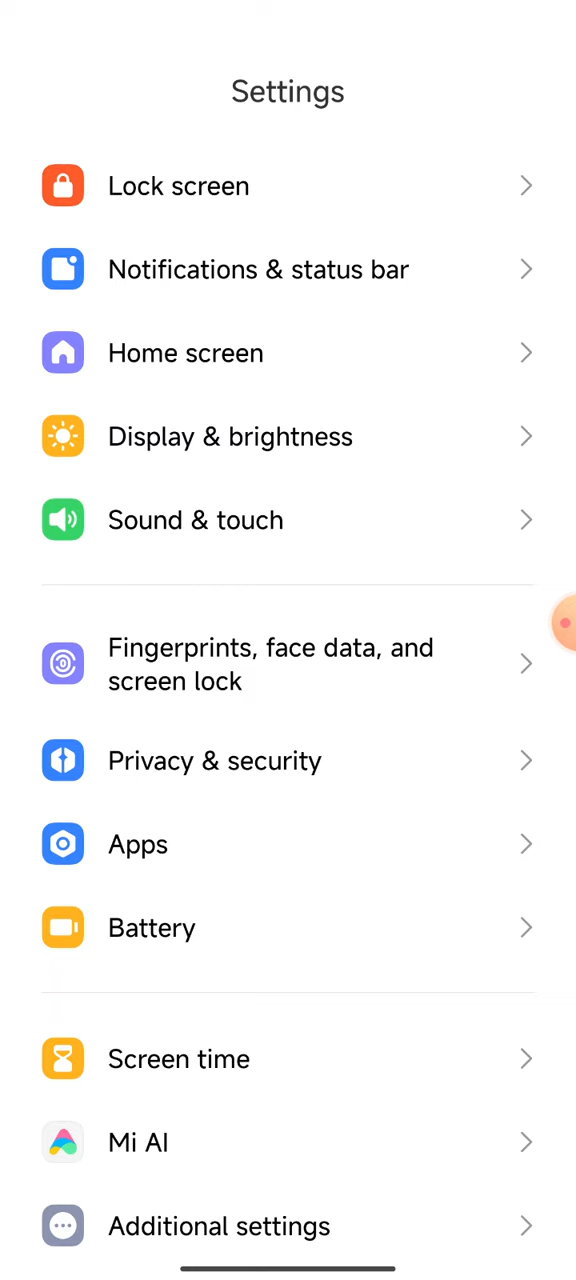 Settings
Lock screen
Notifications & status bar
Home screen
Display & brightness
Sound & touch
Fingerprints, face data, and
screen lock
Privacy & security
Apps
Battery
Screen time
Mi AI
Additional settings